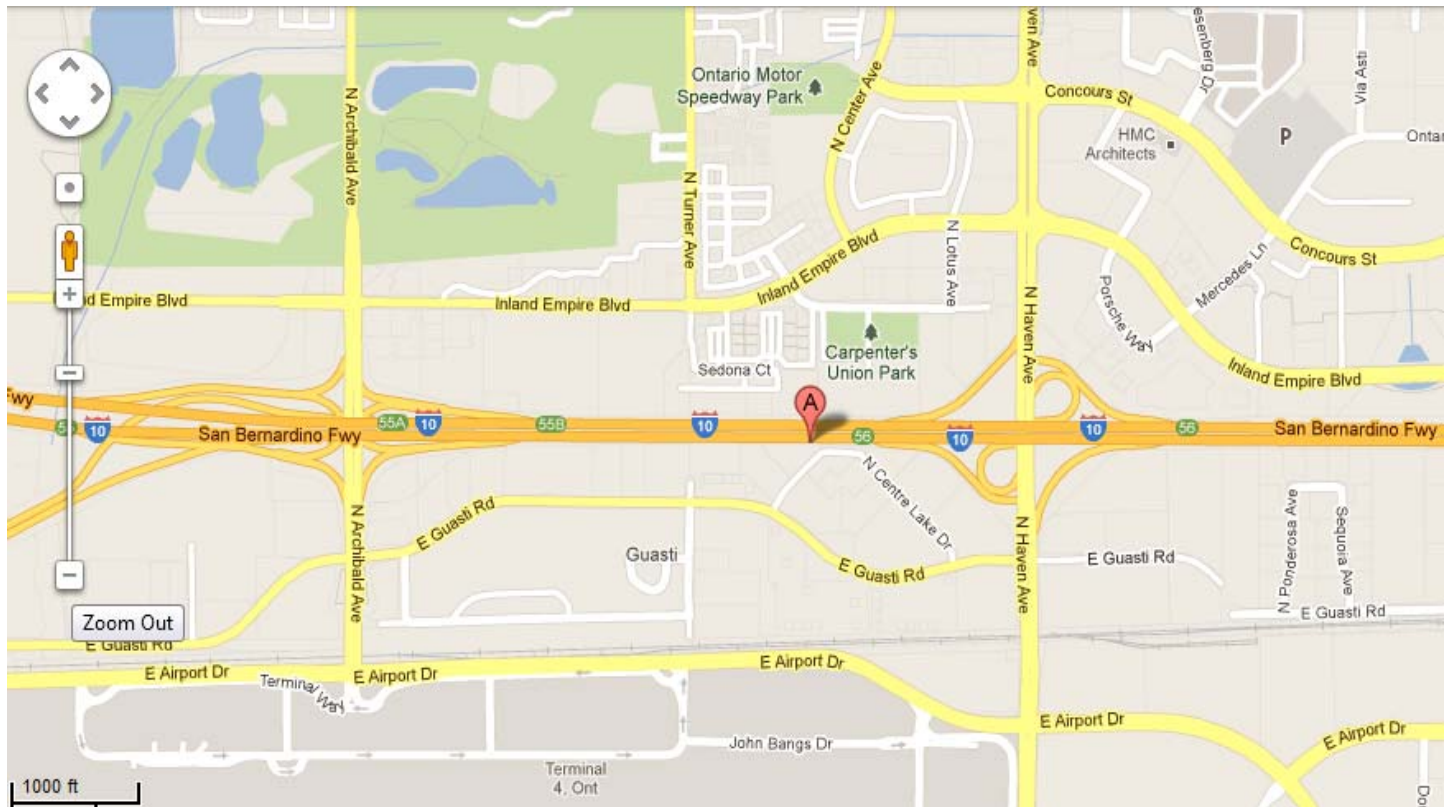 esenberg Dr
Via Asti
Ontario Motor
Speedway Park
N Archibald Ave
N Turner Ave
N Center Ave
ven Ave
Concours St
HMC
Architects
P
Ontar
N Lotus Ave
Inland Empire Blvd
Concours St
Mercedes Ln
Porsche Way
nd Empire Blvd
Inland Empire Blvd
N Haven Ave
Carpenter's
Union Park
Sedona Ct
Inland Empire Blvd
Fwy
10
55A
10
55B
10
A
56
10
10
56
San Bernardino Fwy
San Bernardino Fwy
N Centre Lake Dr
E Guasti Rd
N Archibald Ave
Guasti
E Guasti Rd
N Haven Ave
E Guasti Rd
N Ponderosa Ave
Sequoia Ave
E Guasti Rd
Zoom Out
E Guasti Rd
E Airport Dr
Terminal Way
E Airport Dr
E Airport Dr
E Airport Dr
E Airport Dr
John Bangs Dr
Terminal
4, Ont
1000 ft
Do